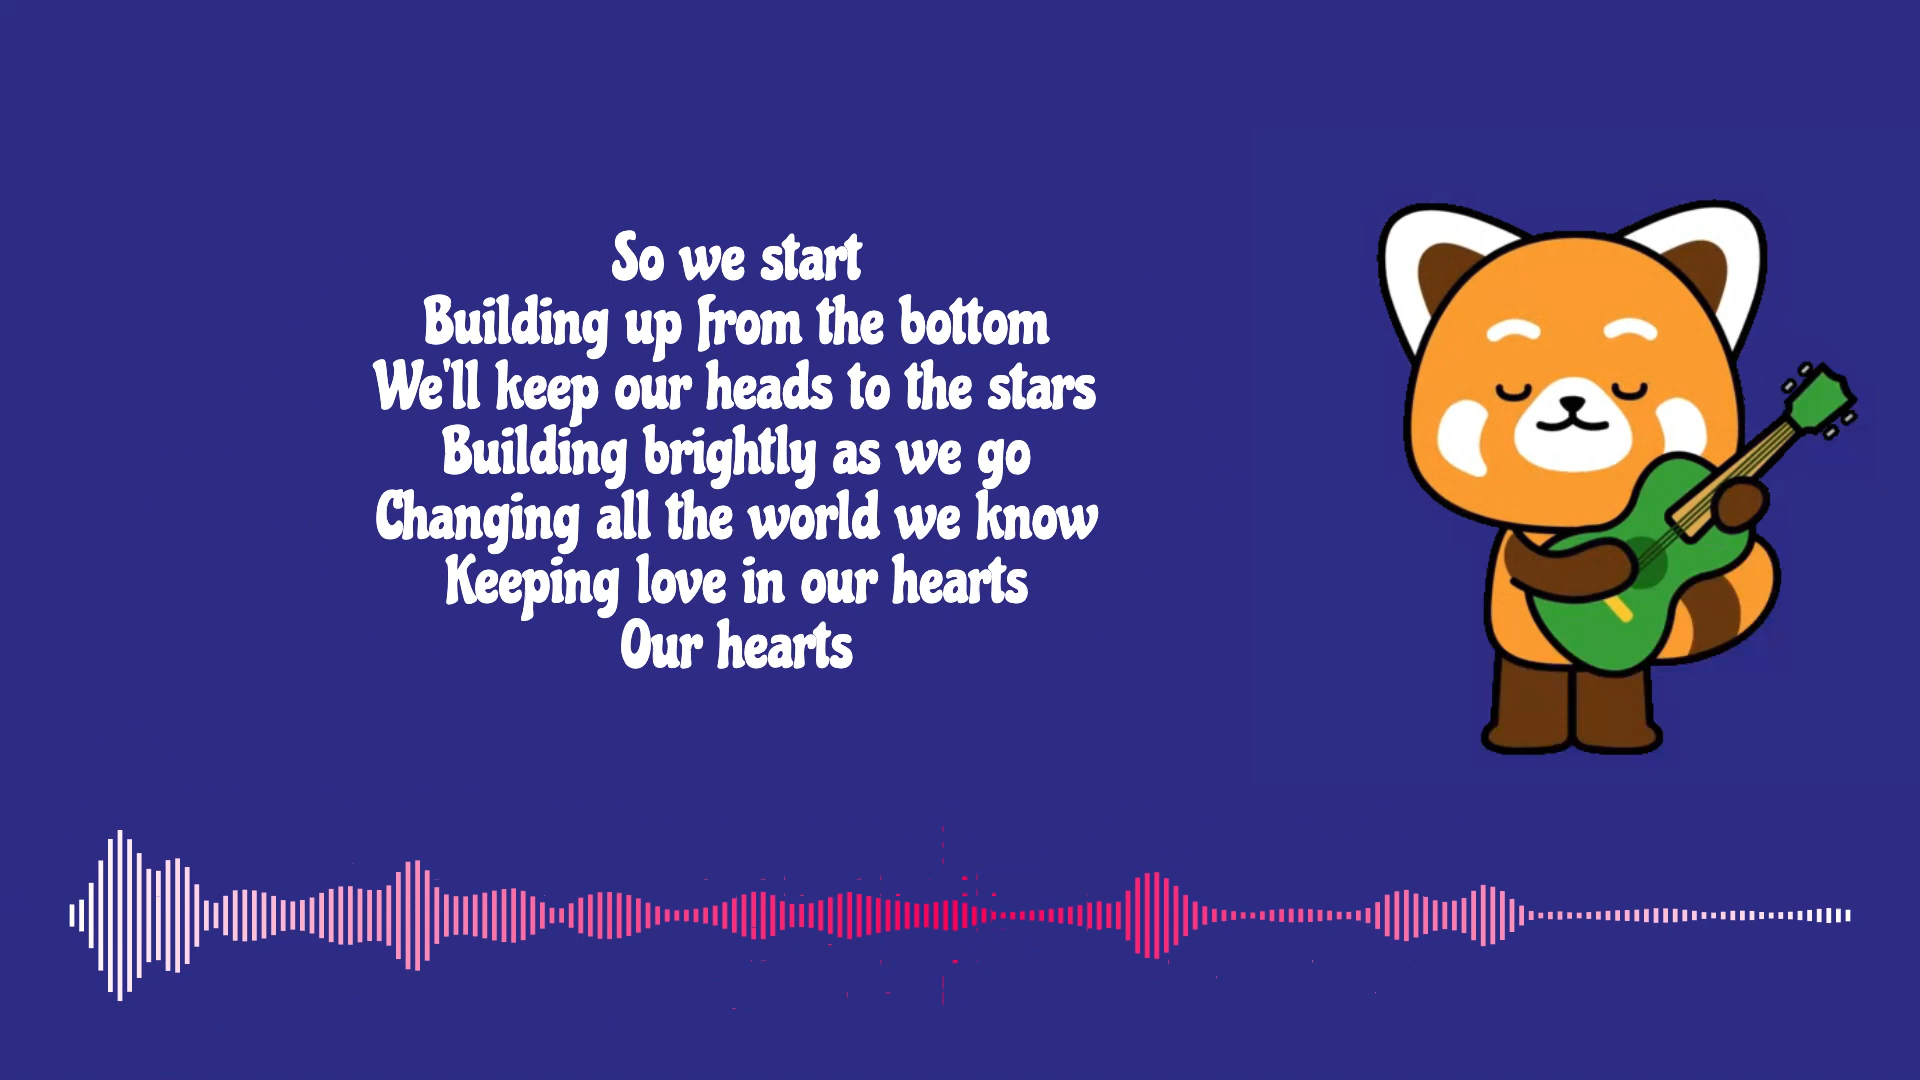 So we start
Building up from the bottom
We'll keep our heads to the stars
Building brightly as we go
Changing all the world we know
Keeping love in our hearts
Our hearts